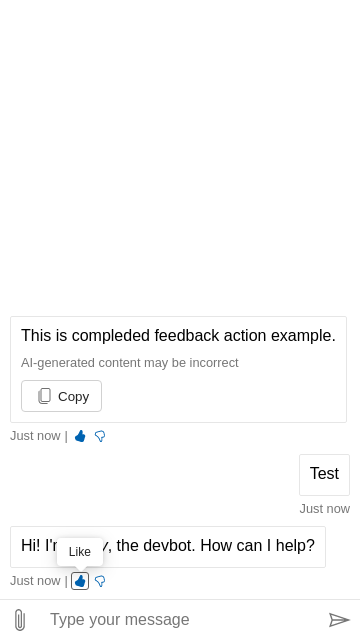 This is compleded feedback action example.
AI-generated content may be incorrect
Copy
Just now |
Test
Just now
Hi! I'm, the devbot. How can I help?
Like
Just now |
Type your message